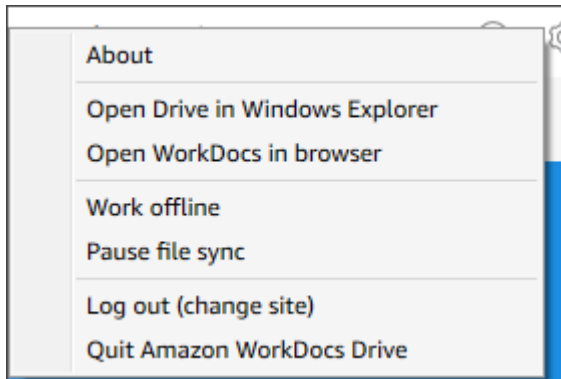 About
Open Drive in Windows Explorer
Open WorkDocs in browser
Work offline
Pause file sync
Log out (change site)
Quit Amazon WorkDocs Drive